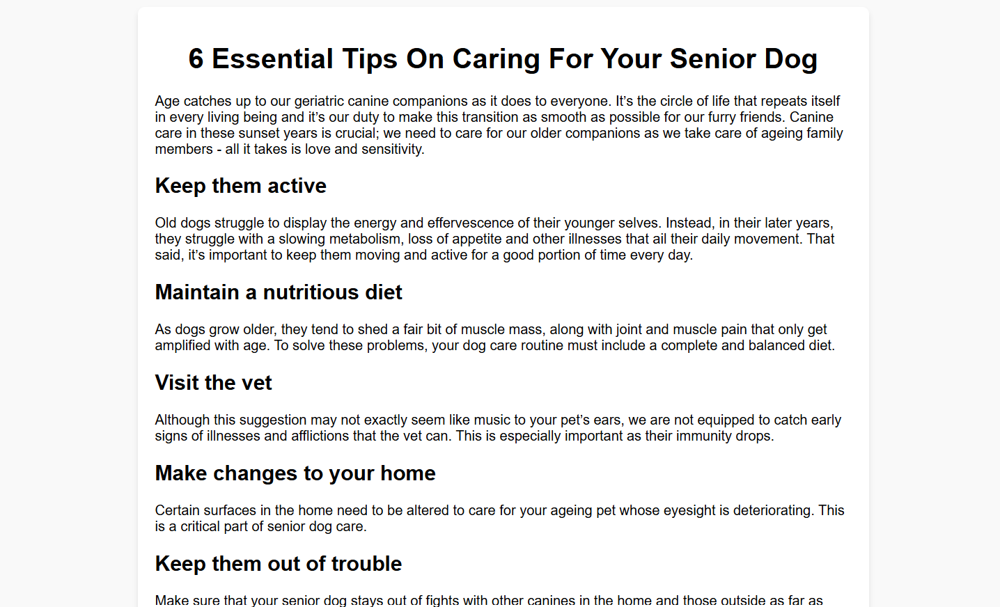 6 Essential Tips On Caring For Your Senior Dog
Age catches up to our geriatric canine companions as it does to everyone. It’s the circle of life that repeats itself
in every living being and it’s our duty to make this transition as smooth as possible for our furry friends. Canine
care in these sunset years is crucial; we need to care for our older companions as we take care of ageing family
members - all it takes is love and sensitivity.
Keep them active
Old dogs struggle to display the energy and effervescence of their younger selves. Instead, in their later years,
they struggle with a slowing metabolism, loss of appetite and other illnesses that ail their daily movement. That
said, it’s important to keep them moving and active for a good portion of time every day.
Maintain a nutritious diet
As dogs grow older, they tend to shed a fair bit of muscle mass, along with joint and muscle pain that only get
amplified with age. To solve these problems, your dog care routine must include a complete and balanced diet.
Visit the vet
Although this suggestion may not exactly seem like music to your pet’s ears, we are not equipped to catch early
signs of illnesses and afflictions that the vet can. This is especially important as their immunity drops.
Make changes to your home
Certain surfaces in the home need to be altered to care for your ageing pet whose eyesight is deteriorating. This
is a critical part of senior dog care.
Keep them out of trouble
Make sure that your senior dog stays out of fights with other canines in the home and those outside as far as